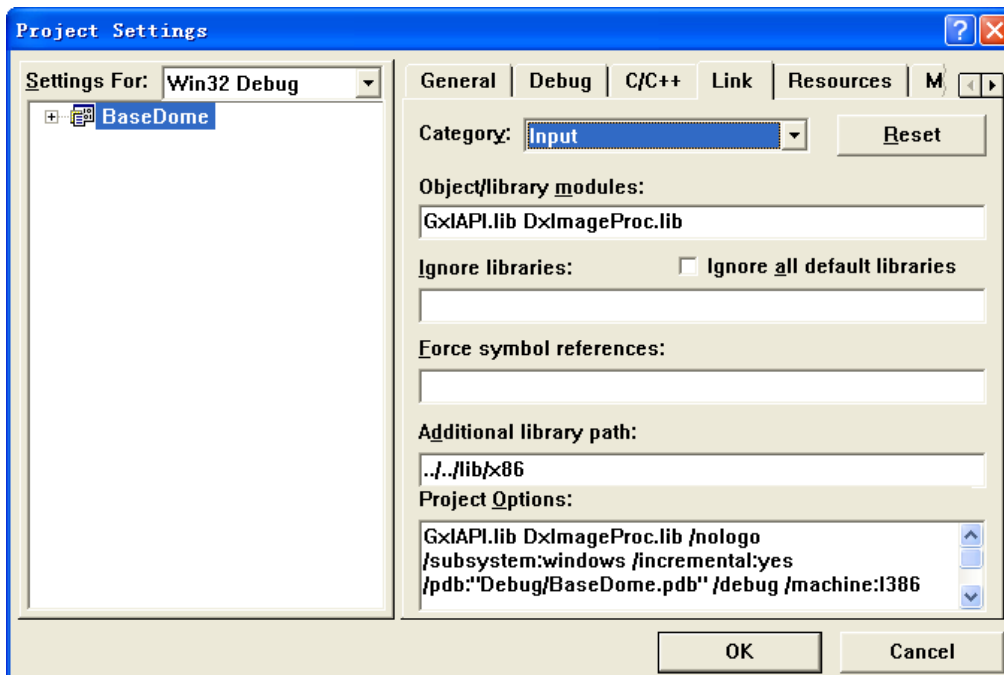 Project Settings
Settings For: Win32 Debug
BaseDome
General Debug C/C++ Link Resources M
Category: Input Reset
Object/library modules:
GxIAPI.lib DxImageProc.lib
Ignore libraries: Ignore all default libraries
Force symbol references:
Additional library path:
../../lib/x86
Project Options:
GxIAPI.lib DxImageProc.lib /nologo
/subsystem:windows /incremental:yes
/pdb:"Debug/BaseDome.pdb" /debug /machine:I386
OK Cancel